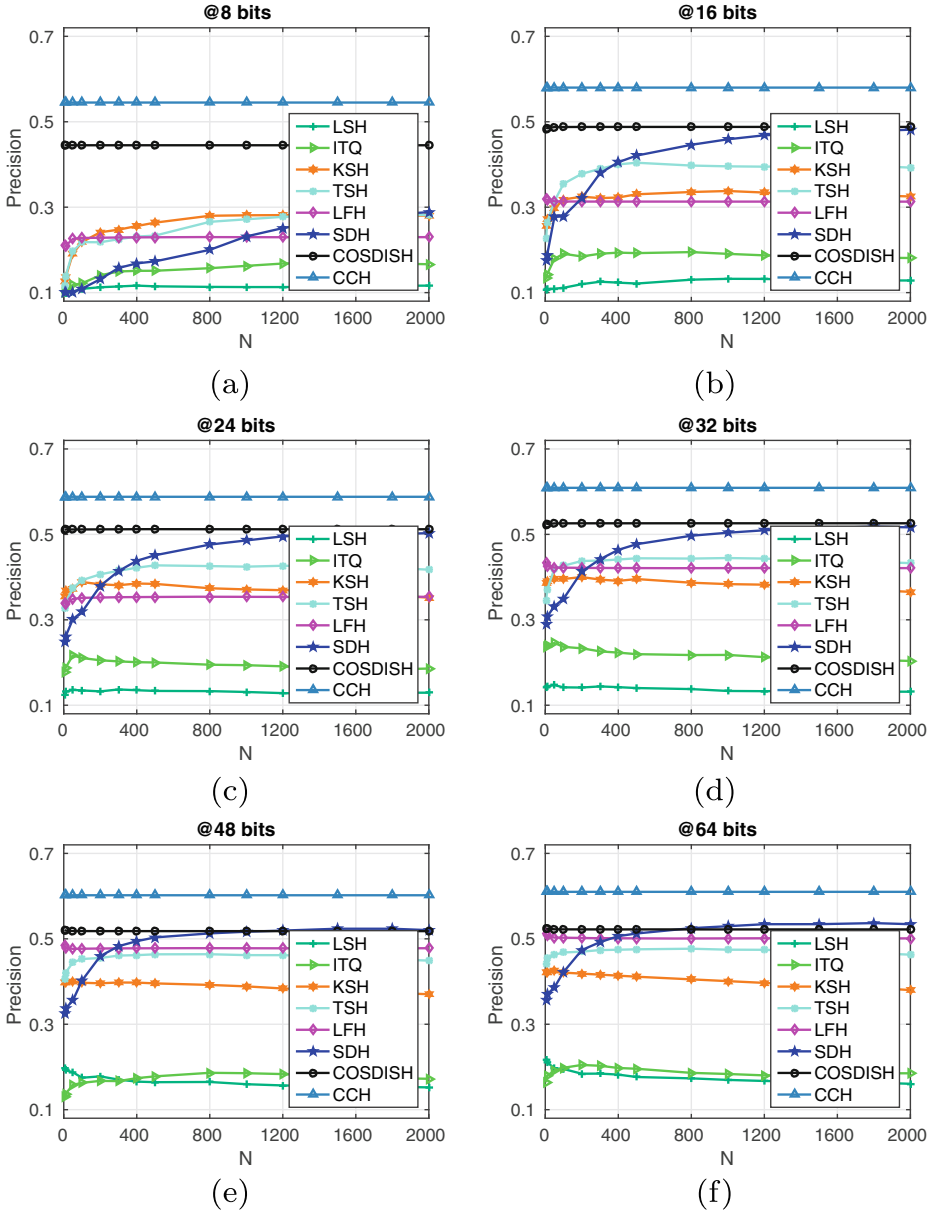 @8 bits
0.7
0.5
0.3
0.1
Precision
0
400
800
1200
1600
2000
N
LSH
ITQ
KSH
TSH
LFH
SDH
COSDISH
CCH
(a)
@16 bits
0.7
0.5
0.3
0.1
Precision
0
400
800
1200
1600
2000
N
LSH
ITQ
KSH
TSH
LFH
SDH
COSDISH
CCH
(b)
@24 bits
0.7
0.5
0.3
0.1
Precision
0
400
800
1200
1600
2000
N
LSH
ITQ
KSH
TSH
LFH
SDH
COSDISH
CCH
(c)
@32 bits
0.7
0.5
0.3
0.1
Precision
0
400
800
1200
1600
2000
N
LSH
ITQ
KSH
TSH
LFH
SDH
COSDISH
CCH
(d)
@48 bits
0.7
0.5
0.3
0.1
Precision
0
400
800
1200
1600
2000
N
LSH
ITQ
KSH
TSH
LFH
SDH
COSDISH
CCH
(e)
@64 bits
0.7
0.5
0.3
0.1
Precision
0
400
800
1200
1600
2000
N
LSH
ITQ
KSH
TSH
LFH
SDH
COSDISH
CCH
(f)